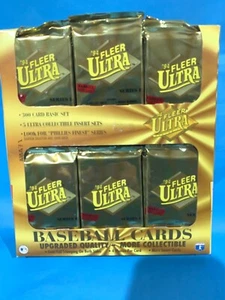 '94 FLEER
ULTRA
'94 FLEER
ULTRA
'94 FLEER
ULTRA
• 300 CARD BASIC SET
• 5 ULTRA COLLECTIBLE INSERT SETS
• LOOK FOR "PHILLIES FINEST" SERIES
'94 FLEER
ULTRA
'94 FLEER
ULTRA
'94 FLEER
ULTRA
'94 FLEER
ULTRA
BASEBALL CARDS
UPGRADED QUALITY MORE COLLECTIBLE